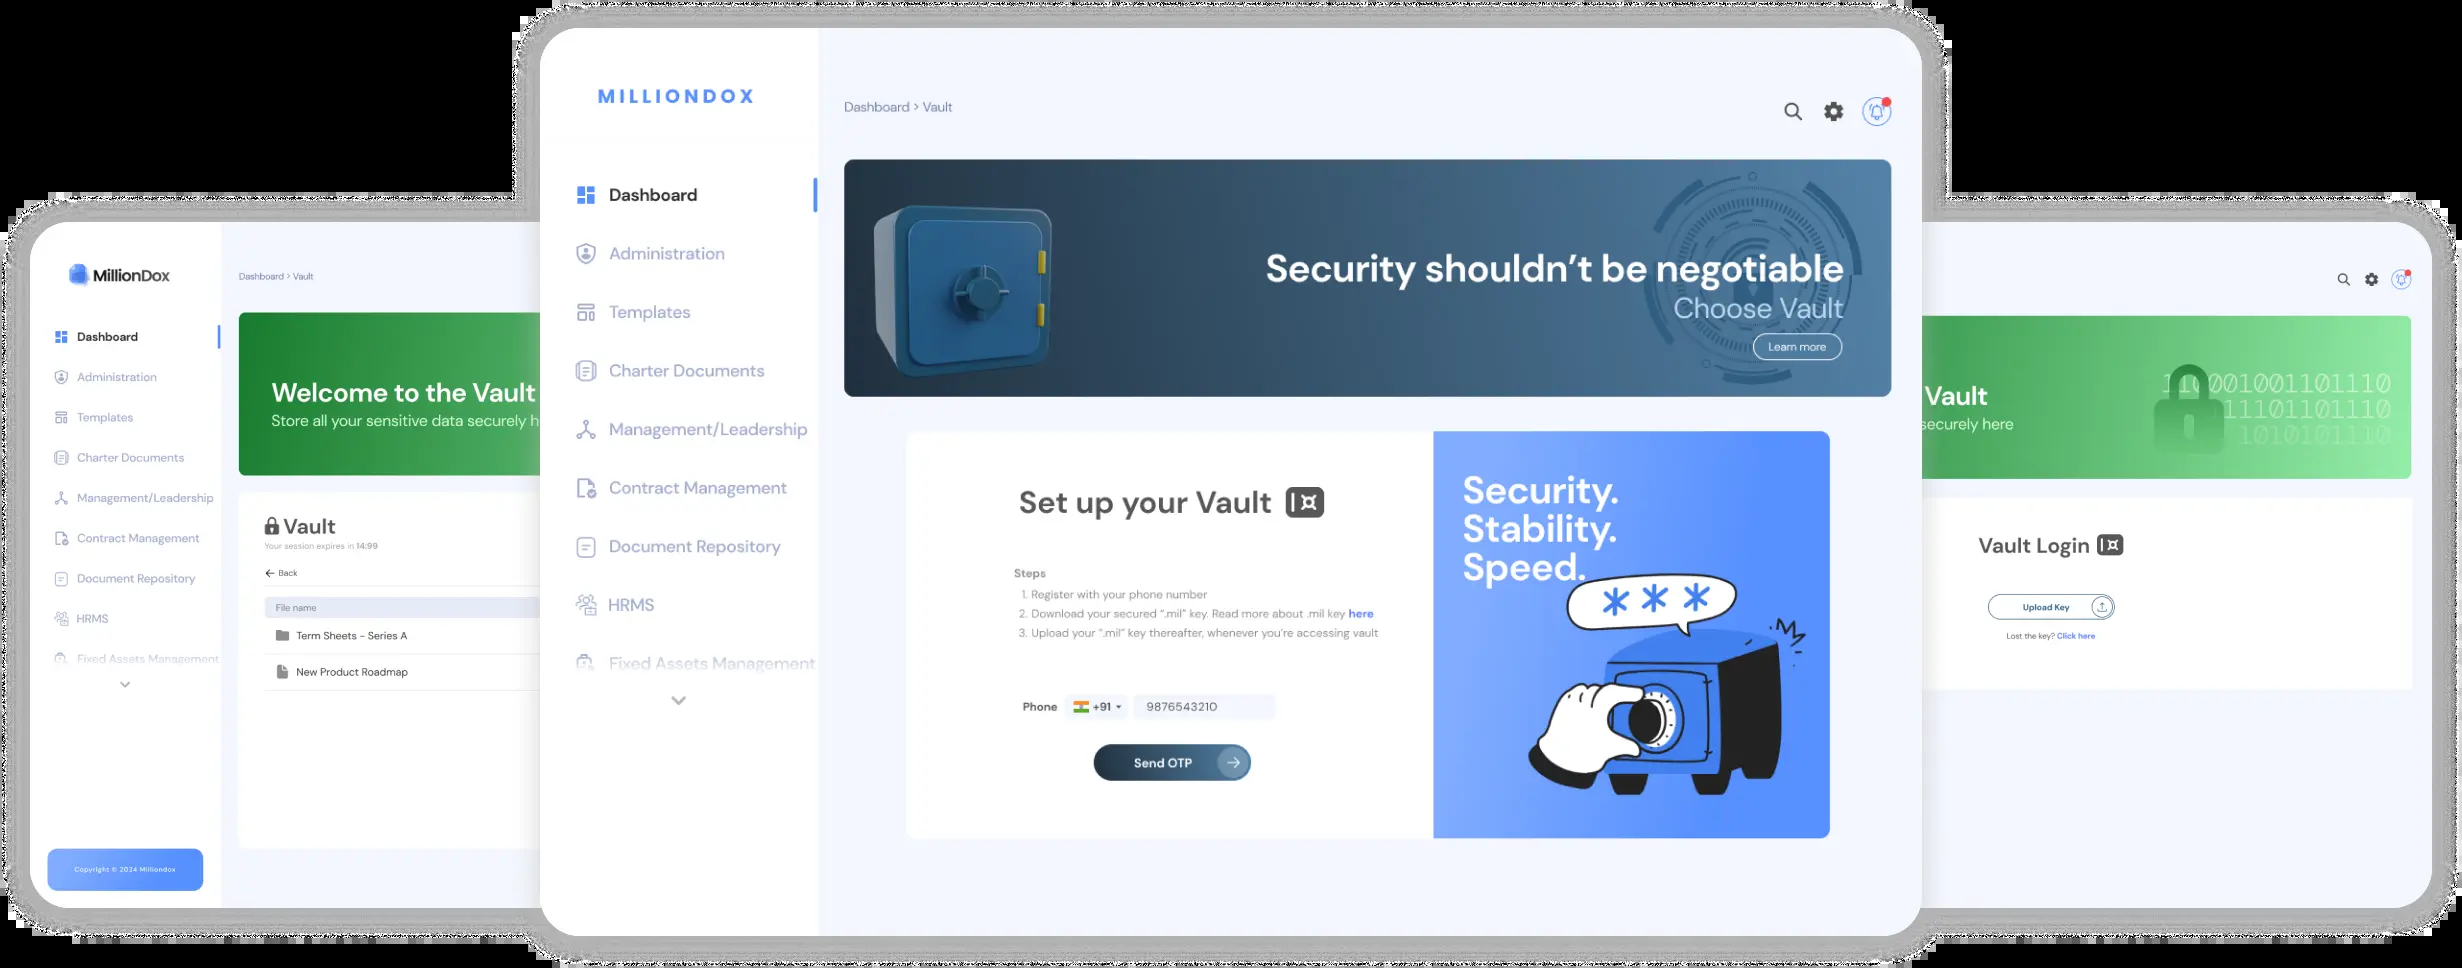 MillionDox
Dashboard > Vault
Dashboard
Administration
Templates
Charter Documents
Management/Leadership
Contract Management
Document Repository
HRMS
Fixed Assets Management
Copyright © 2024 Milliondox
Welcome to the Vault
Store all your sensitive data securely h
Vault
Your session expires in 14:99
Back
File name
Term Sheets - Series A
New Product Roadmap
MILLIONDOX
Dashboard > Vault
Dashboard
Administration
Templates
Charter Documents
Management/Leadership
Contract Management
Document Repository
HRMS
Fixed Assets Management
Security shouldn’t be negotiable
Choose Vault
Learn more
Set up your Vault
Steps
1. Register with your phone number
2. Download your secured “.mil” key. Read more about .mil key here
3. Upload your “.mil” key thereafter, whenever you’re accessing vault
Phone +91 9876543210
Send OTP
Security.
Stability.
Speed.
***
Vault
securely here
110001001101110
11101101110
1010101110
Vault Login
Upload Key
Lost the key? Click here